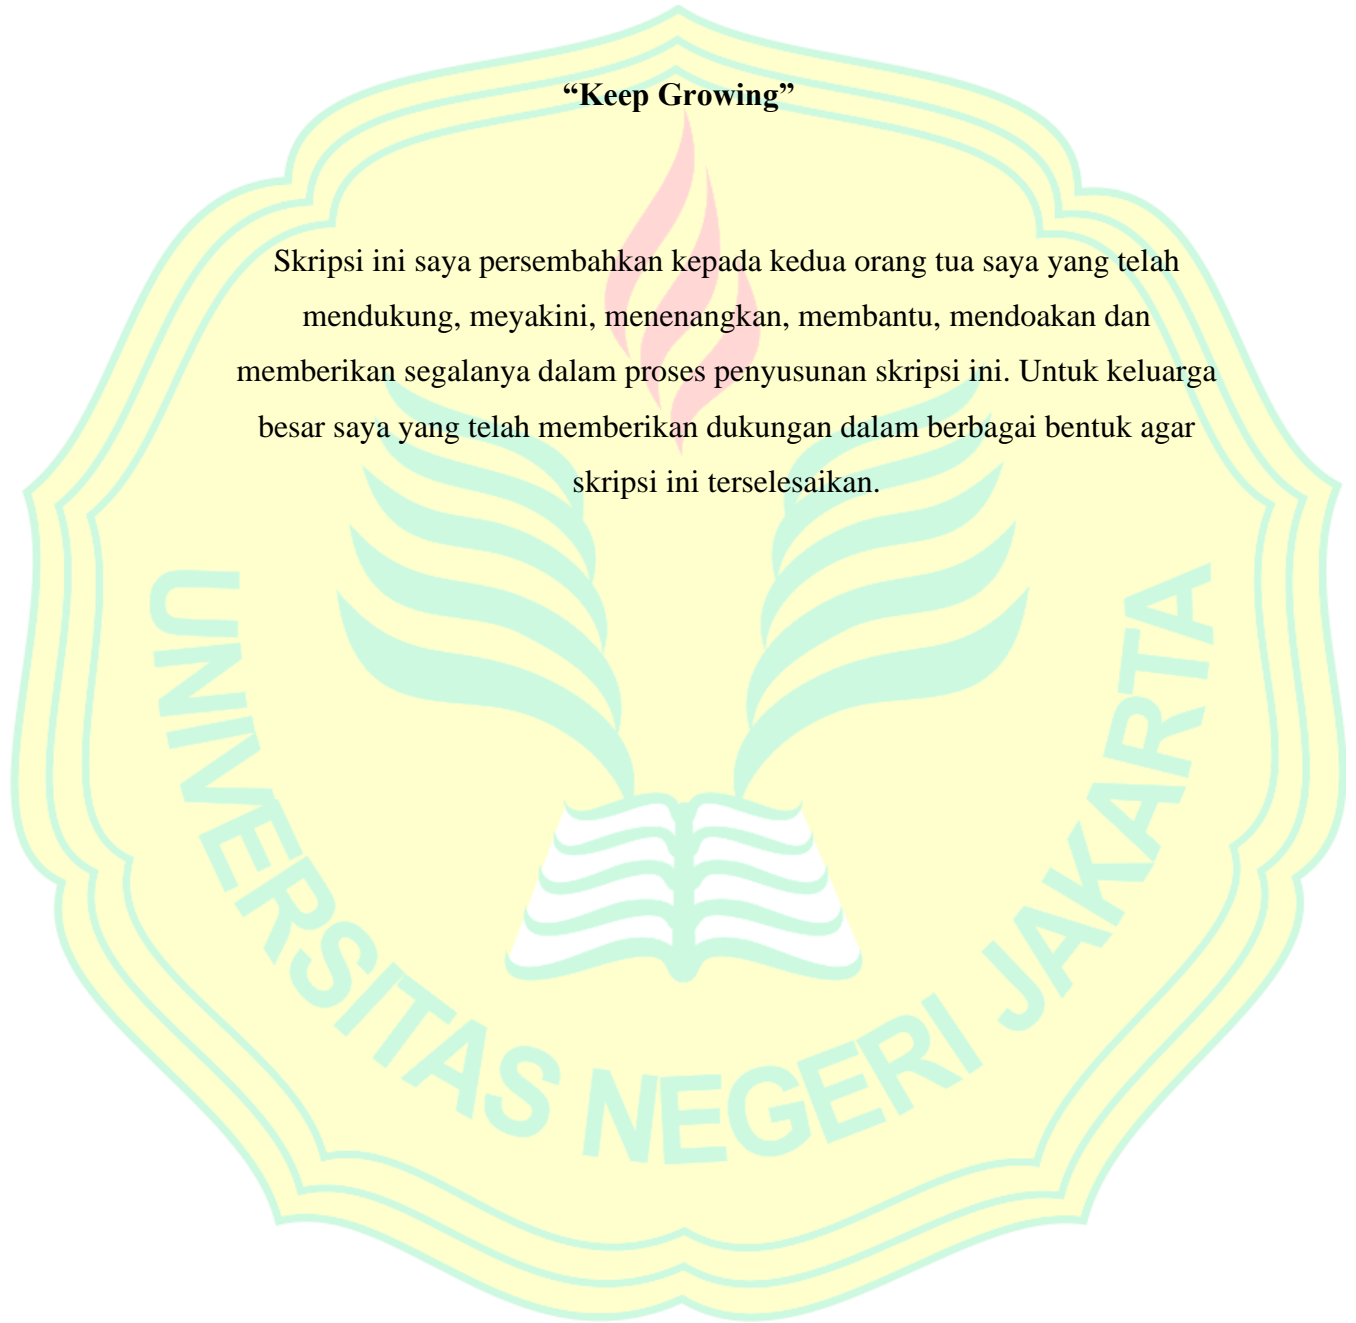 “Keep Growing”
Skripsi ini saya persembahkan kepada kedua orang tua saya yang telah
mendukung, meyakini, menenangkan, membantu, mendoakan dan
memberikan segalanya dalam proses penyusunan skripsi ini. Untuk keluarga
besar saya yang telah memberikan dukungan dalam berbagai bentuk agar
skripsi ini terselesaikan.
UNIVERSITAS NEGERI JAKARTA